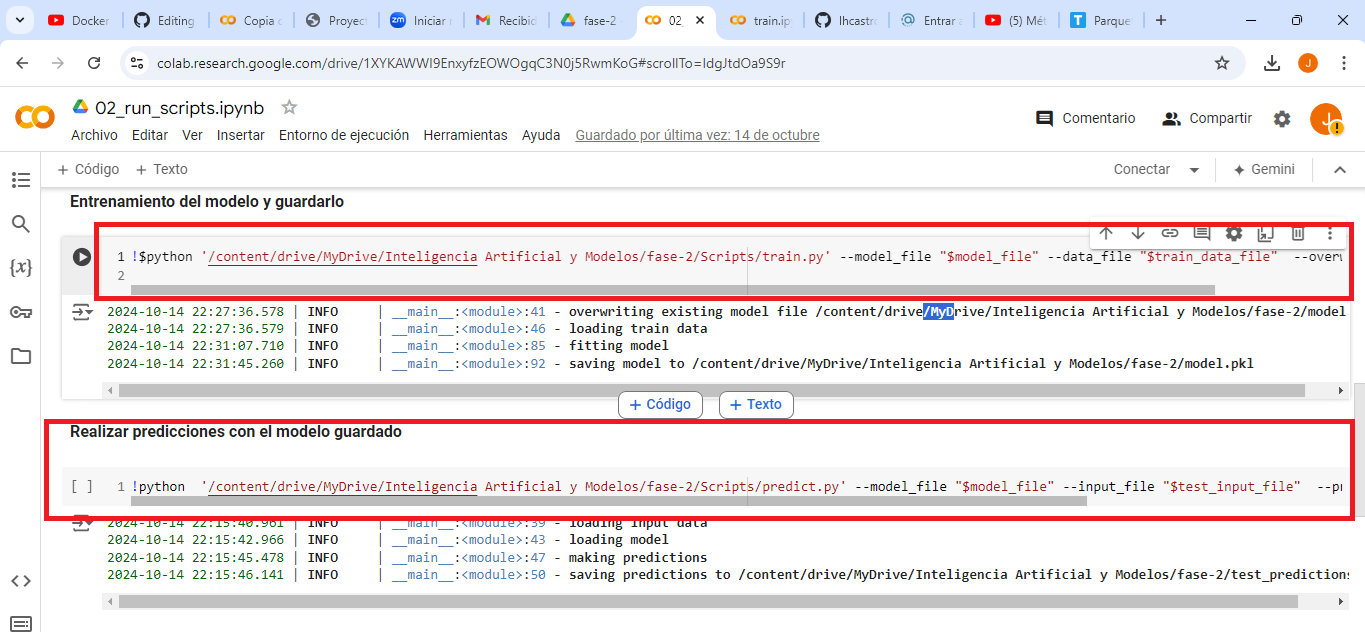 Docker
Editing
Copia c
Proyec
Iniciar
Recibid
fase-2
02_
train.ip
lhcastr
Entrar a
(5) Mét
Parque
colab.research.google.com/drive/1XYKAWWI9EnxyfzEOWOgqC3N0j5RwmKoG#scrollTo=IdgJtdOa9S9r
J
02_run_scripts.ipynb
Comentario
Compartir
J
Archivo Editar Ver Insertar Entorno de ejecución Herramientas Ayuda Guardado por última vez: 14 de octubre
+ Código + Texto
Conectar
Gemini
Entrenamiento del modelo y guardarlo
1 !$python '/content/drive/MyDrive/Inteligencia Artificial y Modelos/fase-2/Scripts/train.py' --model_file "$model_file" --data_file "$train_data_file" --overw
2
2024-10-14 22:27:36.578 | INFO | __main__:<module>:41 - overwriting existing model file /content/drive/MyDrive/Inteligencia Artificial y Modelos/fase-2/model
2024-10-14 22:27:36.579 | INFO | __main__:<module>:46 - loading train data
2024-10-14 22:31:07.710 | INFO | __main__:<module>:85 - fitting model
2024-10-14 22:31:45.260 | INFO | __main__:<module>:92 - saving model to /content/drive/MyDrive/Inteligencia Artificial y Modelos/fase-2/model.pkl
+ Código + Texto
Realizar predicciones con el modelo guardado
[ ] 1 !python '/content/drive/MyDrive/Inteligencia Artificial y Modelos/fase-2/Scripts/predict.py' --model_file "$model_file" --input_file "$test_input_file" --pr
2024-10-14 22:15:40.961 | INFO | __main__:<module>:39 - loading input data
2024-10-14 22:15:42.966 | INFO | __main__:<module>:43 - loading model
2024-10-14 22:15:45.478 | INFO | __main__:<module>:47 - making predictions
2024-10-14 22:15:46.141 | INFO | __main__:<module>:50 - saving predictions to /content/drive/MyDrive/Inteligencia Artificial y Modelos/fase-2/test_predictions